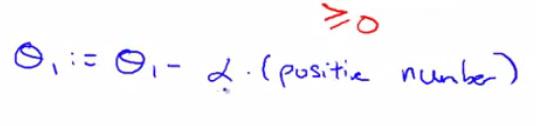 ≥0
θ₁ := θ₁ - α · (positie number)